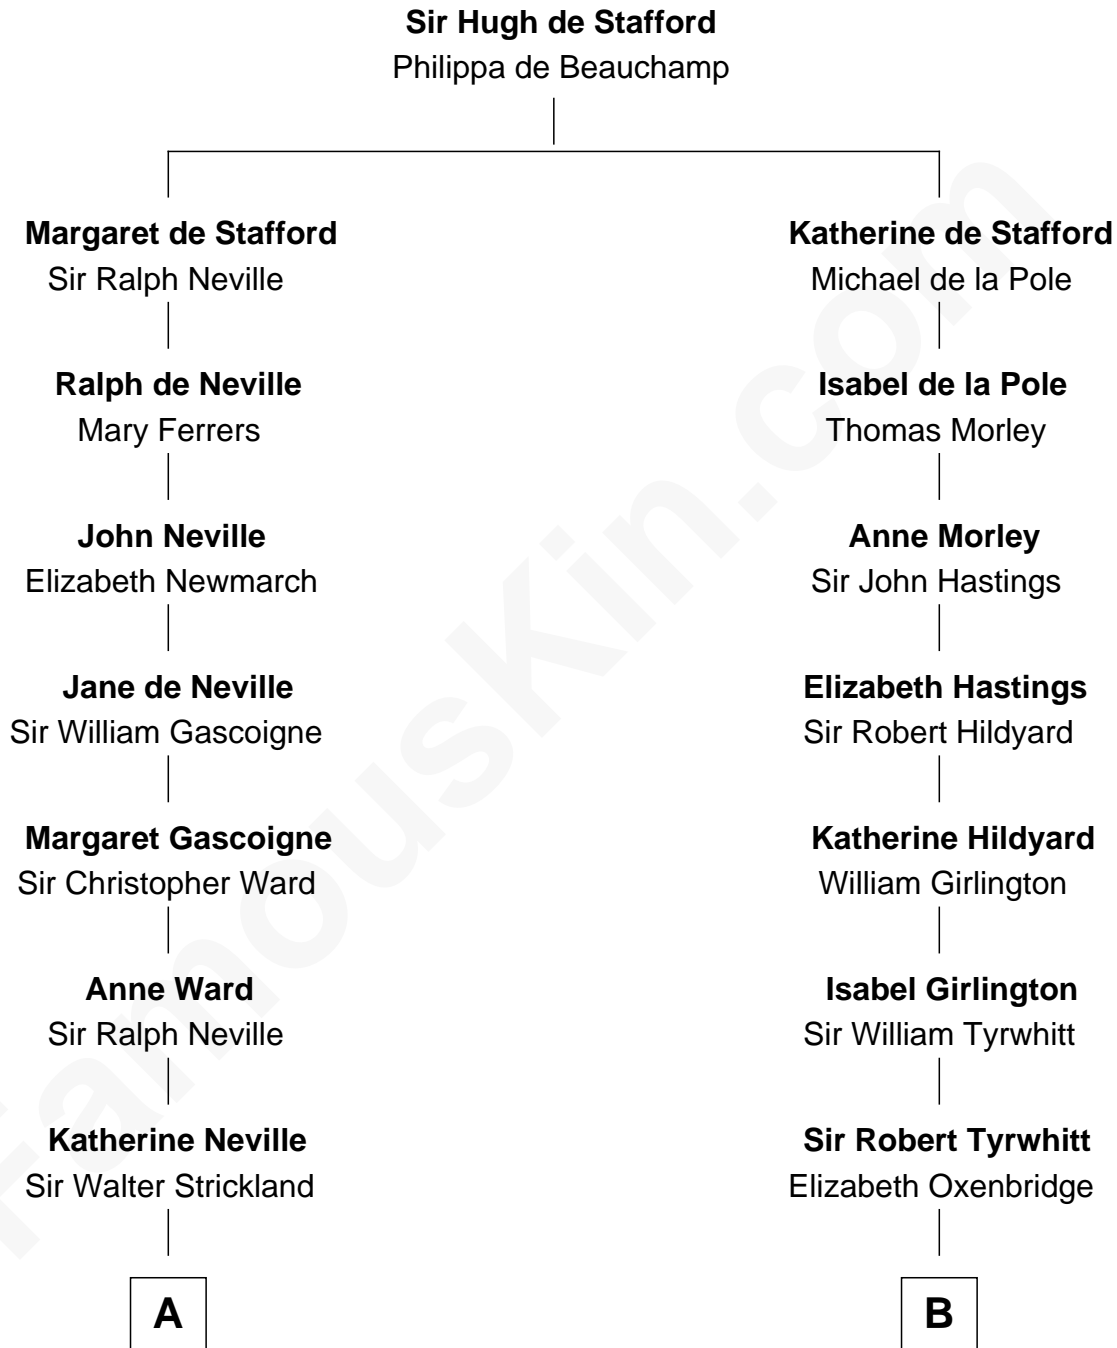 Sir Hugh de Stafford
Philippa de Beauchamp
Margaret de Stafford
Sir Ralph Neville
Katherine de Stafford
Michael de la Pole
Ralph de Neville
Mary Ferrers
Isabel de la Pole
Thomas Morley
John Neville
Elizabeth Newmarch
Anne Morley
Sir John Hastings
Jane de Neville
Sir William Gascoigne
Elizabeth Hastings
Sir Robert Hildyard
Margaret Gascoigne
Sir Christopher Ward
Katherine Hildyard
William Girlington
Anne Ward
Sir Ralph Neville
Isabel Girlington
Sir William Tyrwhitt
Katherine Neville
Sir Walter Strickland
Sir Robert Tyrwhitt
Elizabeth Oxenbridge
A
B
FamousKin.com